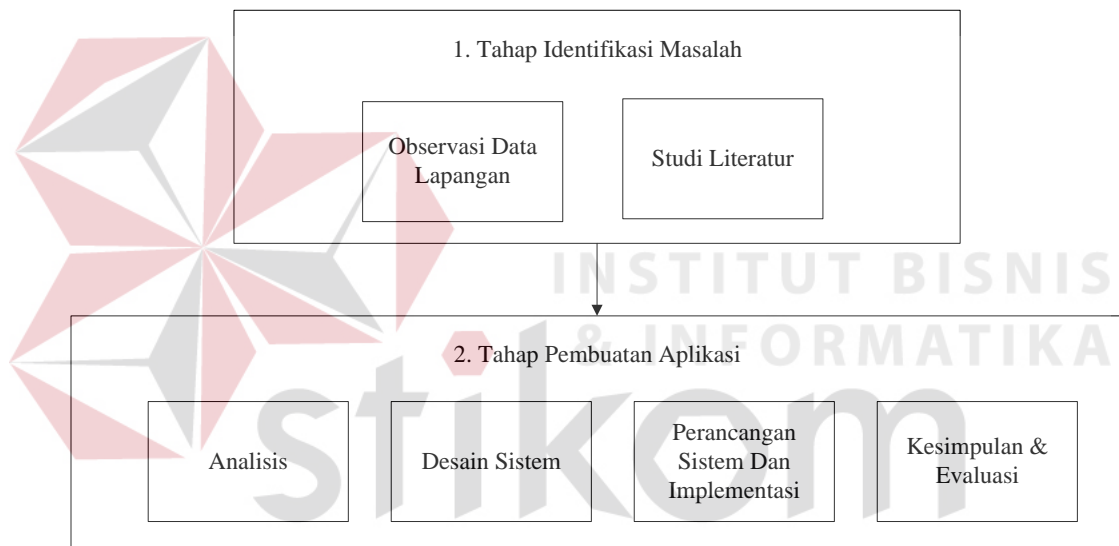 1. Tahap Identifikasi Masalah
Observasi Data
Lapangan
Studi Literatur
INSTITUT BISNIS
& INFORMATIKA
stikom
2. Tahap Pembuatan Aplikasi
Analisis
Desain Sistem
Perancangan
Sistem Dan
Implementasi
Kesimpulan &
Evaluasi